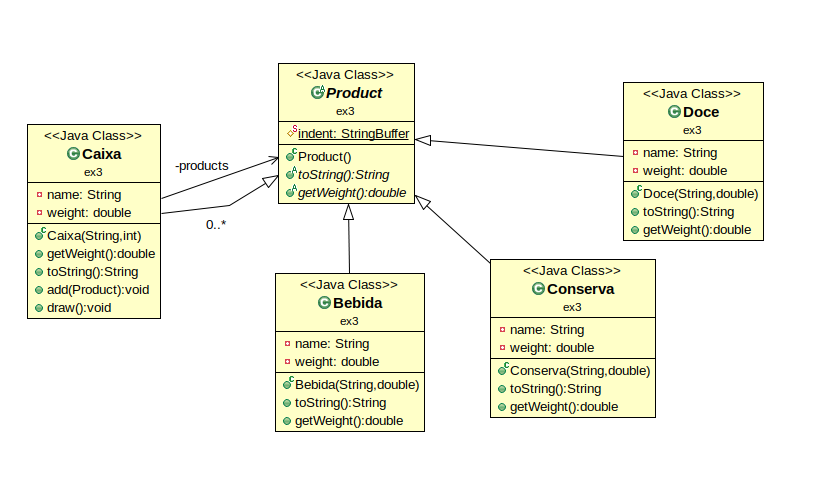 <<Java Class>>
Product
ex3
indent: StringBuffer
Product()
toString():String
getWeight():double
<<Java Class>>
Doce
ex3
name: String
weight: double
Doce(String,double)
toString():String
getWeight():double
<<Java Class>>
Caixa
ex3
name: String
weight: double
Caixa(String,int)
getWeight():double
toString():String
add(Product):void
draw():void
-products
0..*
<<Java Class>>
Bebida
ex3
name: String
weight: double
Bebida(String,double)
toString():String
getWeight():double
<<Java Class>>
Conserva
ex3
name: String
weight: double
Conserva(String,double)
toString():String
getWeight():double